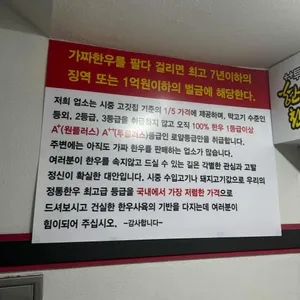 가짜한우를 팔다 걸리면 최고 7년이하의
징역 또는 1억원이하의 벌금에 해당한다.
저희 업소는 시중 고깃집 기준의 1/5 가격에 제공하며, 막고기 수준인
등외, 2등급, 3등급을 취급하지 않고 오직 100% 한우 1등급이상
A+(원플러스) A++(투플러스)등급인 로얄등급만을 취급합니다.
주변에는 아직도 가짜 한우를 판매하는 업소가 많습니다.
여러분이 한우를 속지않고 드실 수 있는 길은 각별한 관심과 고발
정신이 확실한 대안입니다. 시중 수입고기나 돼지고기값으로 우리의
정통한우 최고급 등급을 국내에서 가장 저렴한 가격으로
드셔보시고 건실한 한우사육의 기반을 다지는데 여러분이
힘이되어 주십시오. -감사합니다-